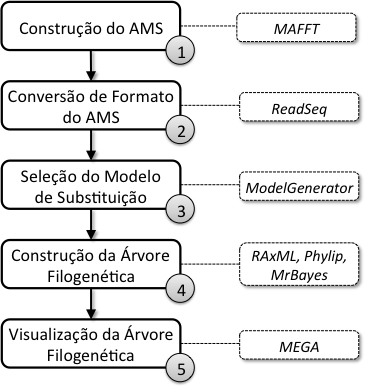 Construção do AMS
1
MAFFT
Conversão de Formato
do AMS
2
ReadSeq
Seleção do Modelo
de Substituição
3
ModelGenerator
Construção da Árvore
Filogenética
4
RAxML, Phylip,
MrBayes
Visualização da Árvore
Filogenética
5
MEGA